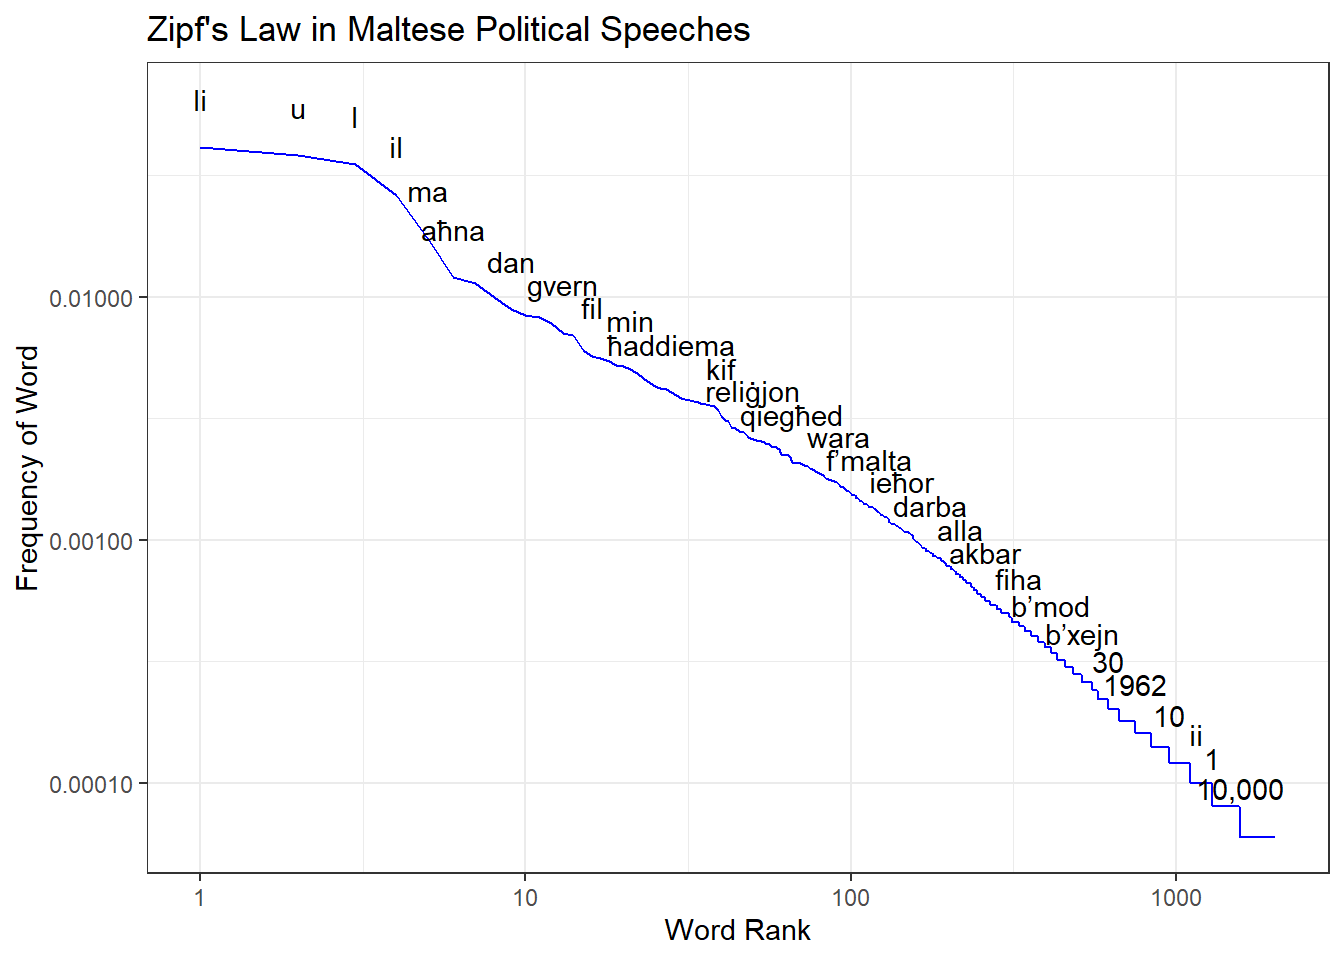 Zipf's Law in Maltese Political Speeches
li
u
l
il
ma
aħna
dan
gvern
fil
min
ħaddiema
kif
reliġjon
qiegħed
wara
f’malta
ieħor
darba
alla
akbar
fiha
b’mod
b’xejn
30
1962
10
ii
1
10,000
0.01000
0.00100
0.00010
Frequency of Word
1
10
100
1000
Word Rank